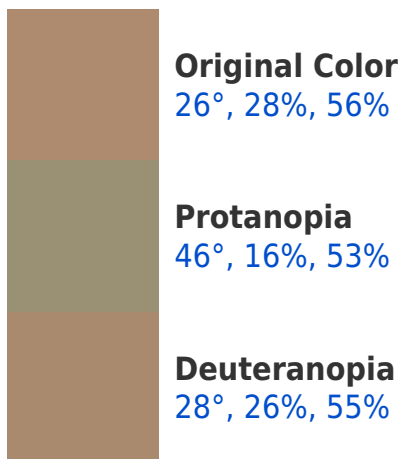 Original Color
26°, 28%, 56%
Protanopia
46°, 16%, 53%
Deuteranopia
28°, 26%, 55%